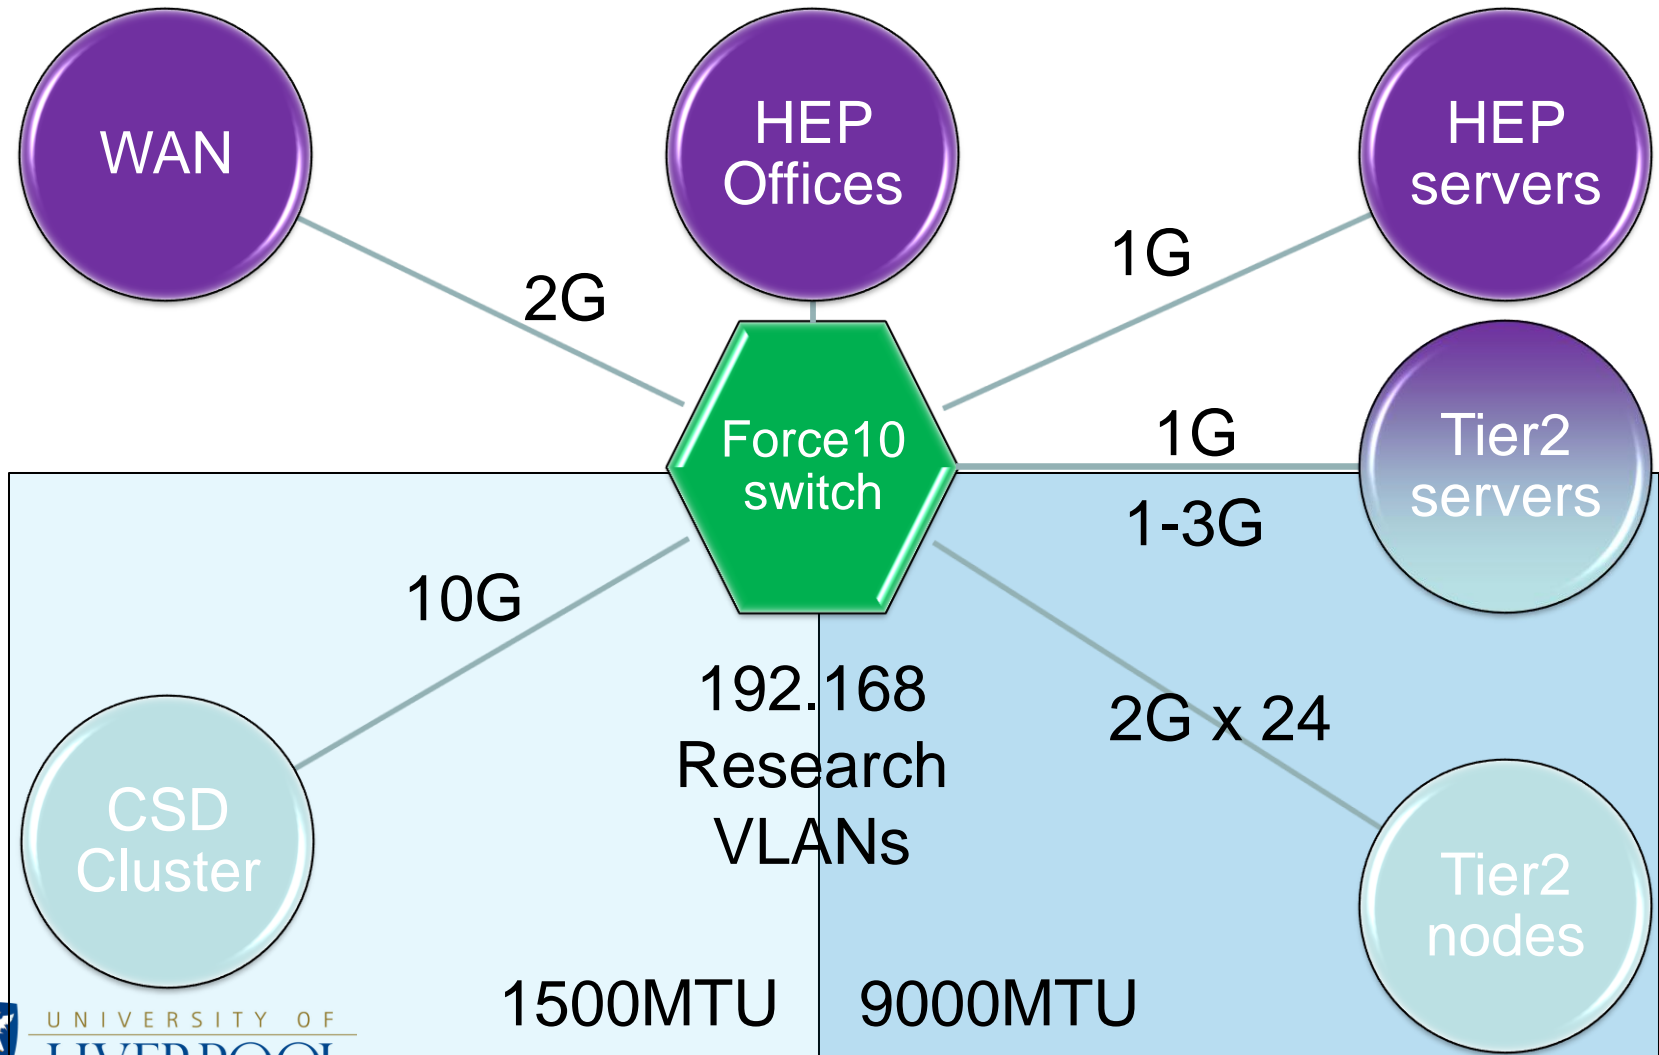 WAN
HEP
Offices
HEP
servers
2G
1G
Force10
switch
1G
1-3G
Tier2
servers
10G
192.168
Research
VLANs
2G x 24
CSD
Cluster
Tier2
nodes
1500MTU
9000MTU
UNIVERSITY OF
LIVERPOOL